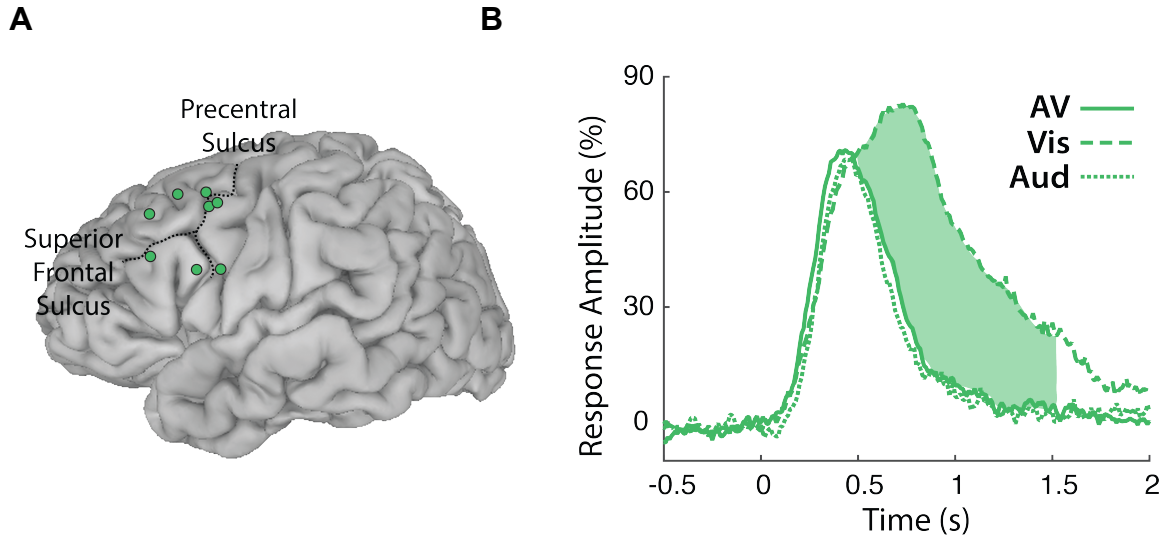 A
B
Precentral
Sulcus
Superior
Frontal
Sulcus
Response Amplitude (%)
90
60
30
0
AV
Vis
Aud
-0.5 0 0.5 1 1.5 2
Time (s)